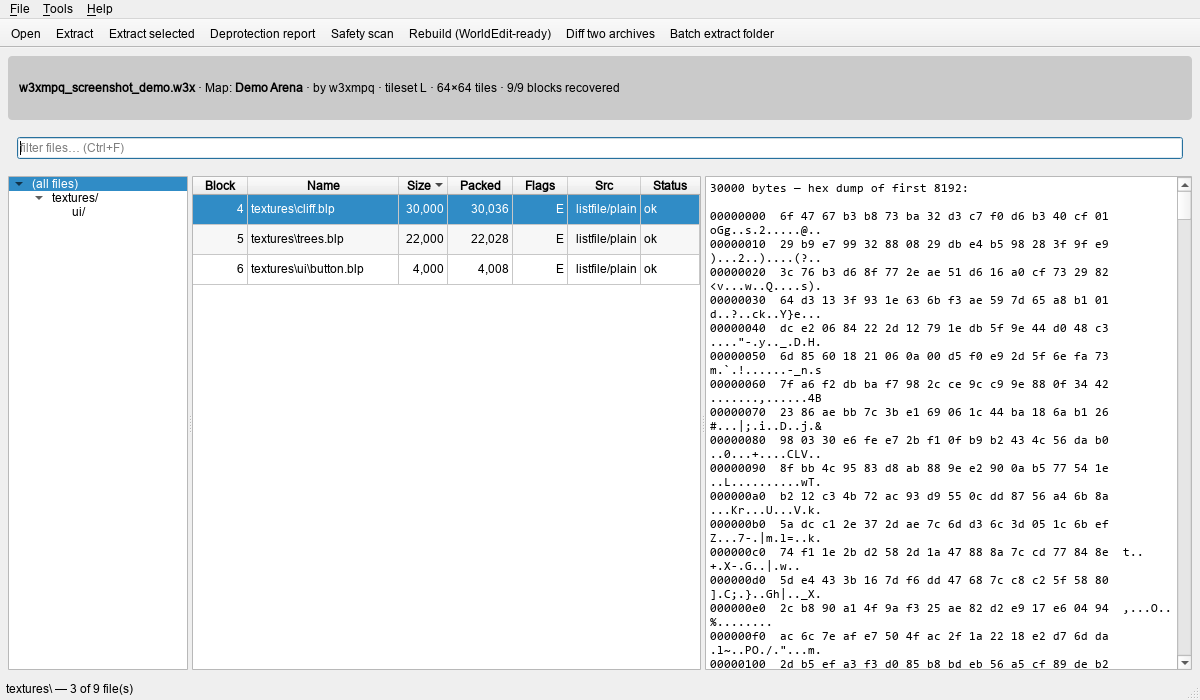 File Tools Help
Open Extract Extract selected Deprotection report Safety scan Rebuild (WorldEdit-ready) Diff two archives Batch extract folder
w3xmpq_screenshot_demo.w3x · Map: Demo Arena · by w3xmpq · tileset L · 64×64 tiles · 9/9 blocks recovered
filter files… (Ctrl+F)
(all files)
textures/
ui/
Block Name Size Packed Flags Src Status
4 textures\cliff.blp 30,000 30,036 E listfile/plain ok
5 textures\trees.blp 22,000 22,028 E listfile/plain ok
6 textures\ui\button.blp 4,000 4,008 E listfile/plain ok
30000 bytes — hex dump of first 8192:
00000000 6f 47 67 b3 b8 73 ba 32 d3 c7 f0 d6 b3 40 cf 01
oGg..s.2.....@..
00000010 29 b9 e7 99 32 88 08 29 db e4 b5 98 28 3f 9f e9
)...2..)....(?..
00000020 3c 76 b3 d6 8f 77 2e ae 51 d6 16 a0 cf 73 29 82
<v...w..Q....s).
00000030 64 d3 13 3f 93 1e 63 6b f3 ae 59 7d 65 a8 b1 01
d..?..ck..Y}e...
00000040 dc e2 06 84 22 2d 12 79 1e db 5f 9e 44 d0 48 c3
...."-.y.._.D.H.
00000050 6d 85 60 18 21 06 0a 00 d5 f0 e9 2d 5f 6e fa 73
m.`.!......-_n.s
00000060 7f a6 f2 db ba f7 98 2c ce 9c c9 9e 88 0f 34 42
.......,......4B
00000070 23 86 ae bb 7c 3b e1 69 06 1c 44 ba 18 6a b1 26
#...|;.i..D..j.&
00000080 98 03 30 e6 fe e7 2b f1 0f b9 b2 43 4c 56 da b0
..0...+....CLV..
00000090 8f bb 4c 95 83 d8 ab 88 9e e2 90 0a b5 77 54 1e
..L..........wT.
000000a0 b2 12 c3 4b 72 ac 93 d9 55 0c dd 87 56 a4 6b 8a
...Kr...U...V.k.
000000b0 5a dc c1 2e 37 2d ae 7c 6d d3 6c 3d 05 1c 6b ef
Z...7-.|m.l=..k.
000000c0 74 f1 1e 2b d2 58 2d 1a 47 88 8a 7c cd 77 84 8e t..
+.X-.G..|.w..
000000d0 5d e4 43 3b 16 7d f6 dd 47 68 7c c8 c2 5f 58 80
].C;.}..Gh|.._X.
000000e0 2c b8 90 a1 4f 9a f3 25 ae 82 d2 e9 17 e6 04 94 ,...O..
%........
000000f0 ac 6c 7e af e7 50 4f ac 2f 1a 22 18 e2 d7 6d da
.l~..PO./."...m.
00000100 2d b5 ef a3 f3 d0 85 b8 bd eb 56 a5 cf 89 de b2
textures\ — 3 of 9 file(s)